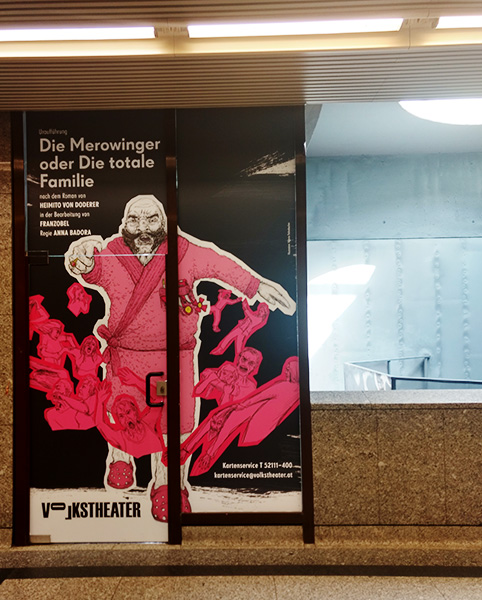 Uraufführung
Die Merowinger
oder Die totale
Familie
nach dem Roman von
HEIMITO VON DODERER
in der Bearbeitung von
FRANZOBEL
Regie ANNA BADORA
Kartenservice T 52111-400
kartenservice@volkstheater.at
VOLKSTHEATER